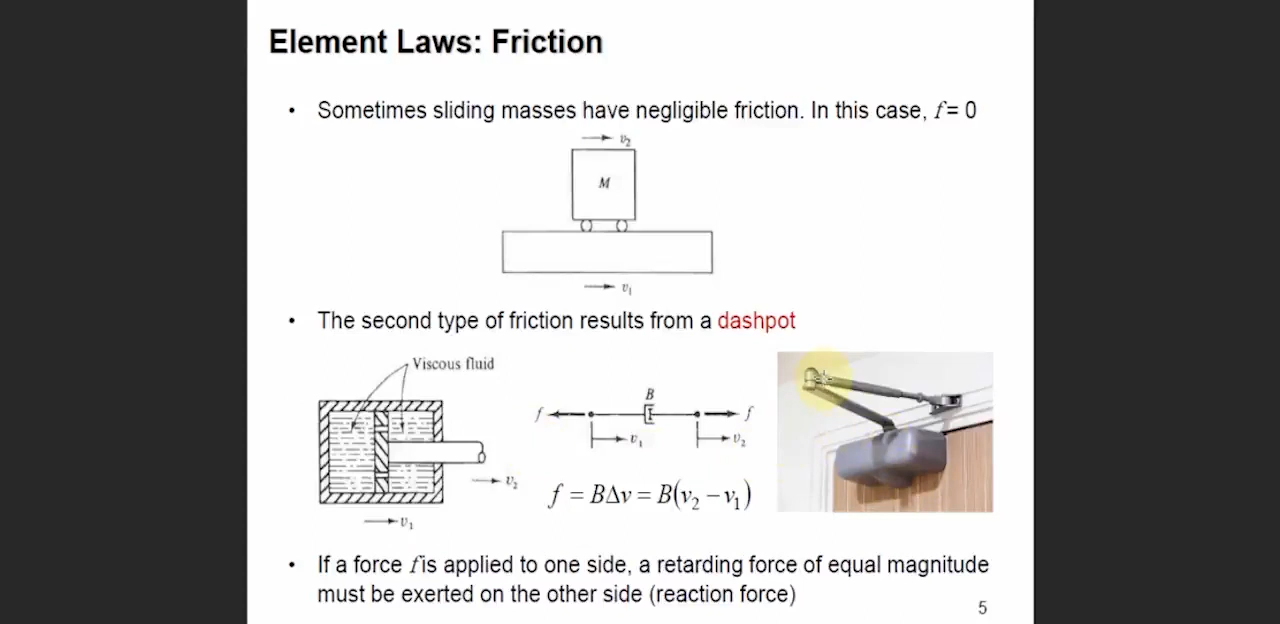 Element Laws: Friction
• Sometimes sliding masses have negligible friction. In this case, f = 0
v₂
M
v₁
• The second type of friction results from a dashpot
Viscous fluid
v₂
v₁
B
f f
v₁ v₂
f = BΔv = B(v₂ − v₁)
• If a force f is applied to one side, a retarding force of equal magnitude
must be exerted on the other side (reaction force)
5